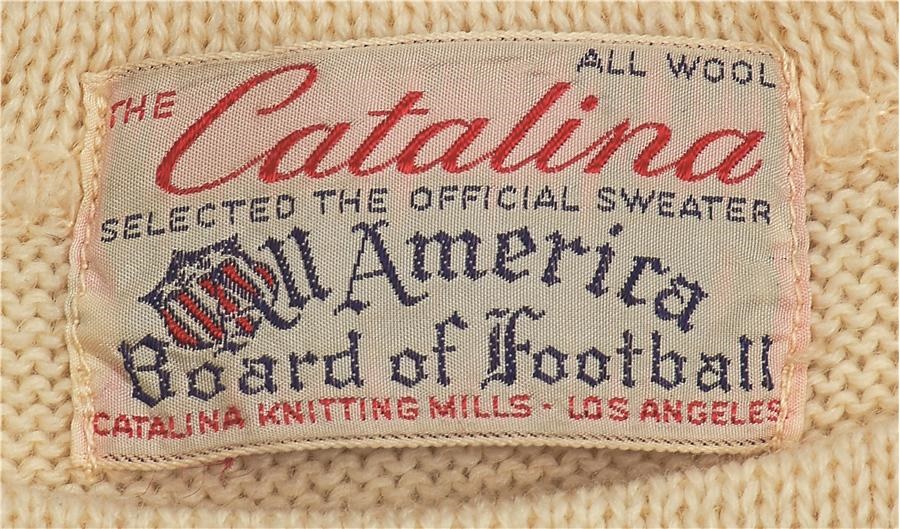 ALL WOOL
THE Catalina
SELECTED THE OFFICIAL SWEATER
All America
Board of Football
CATALINA KNITTING MILLS - LOS ANGELES